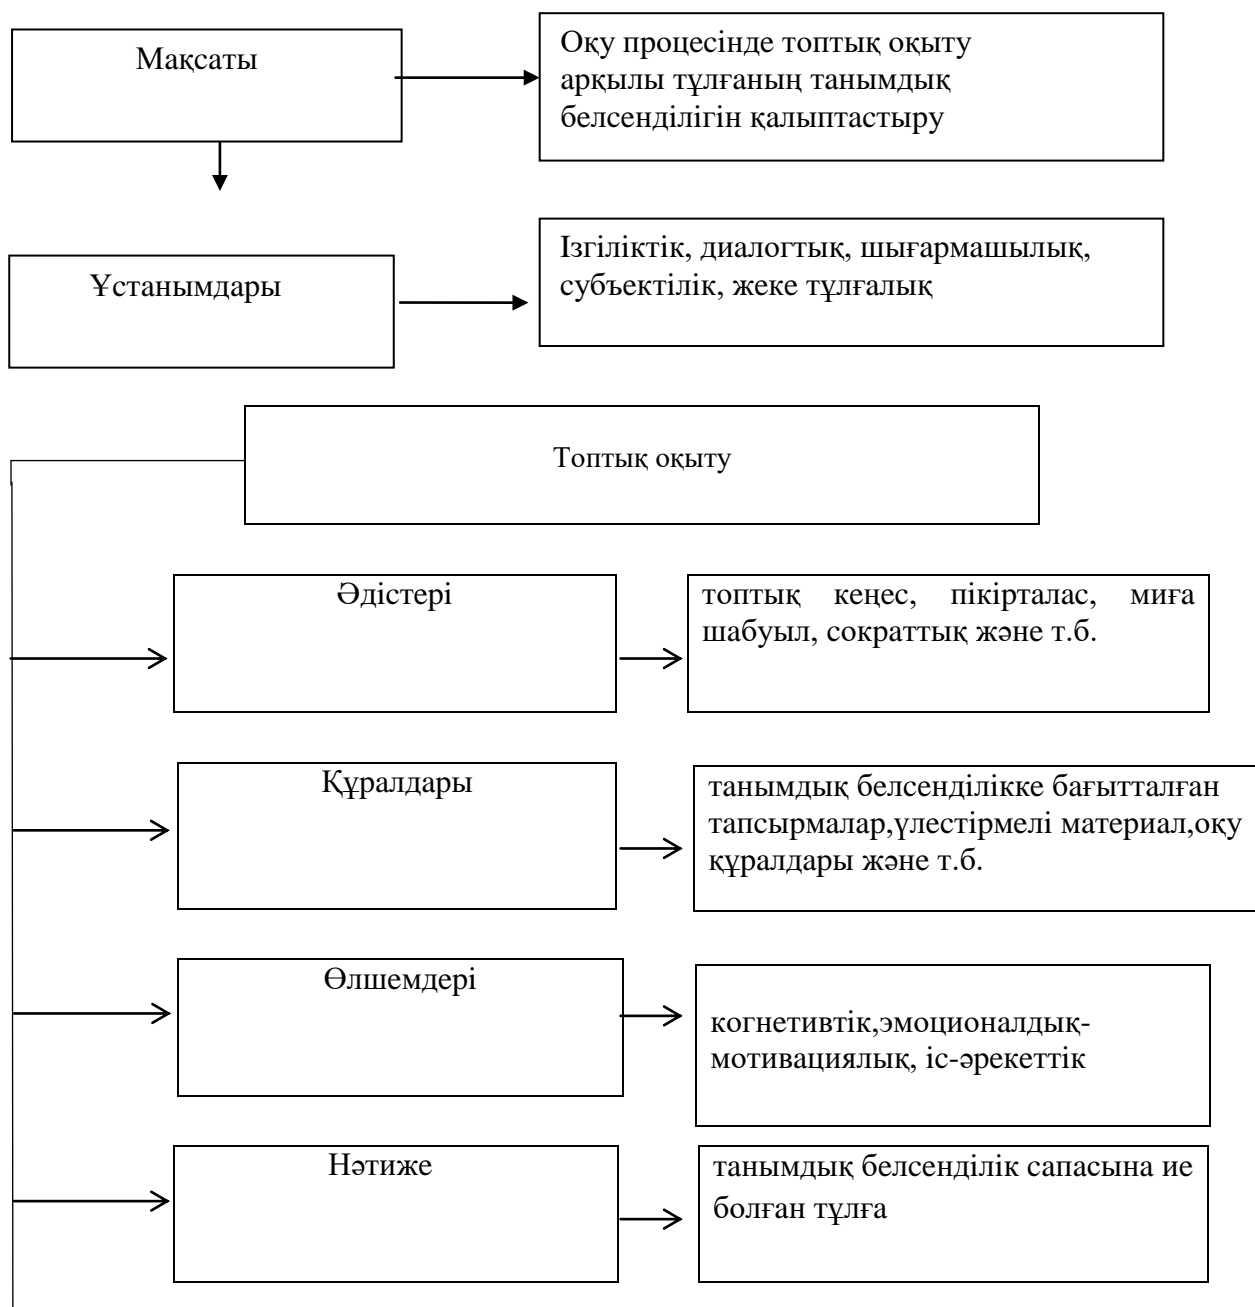 Мақсаты
Оқу процесінде топтық оқыту
арқылы тұлғаның танымдық
белсенділігін қалыптастыру
Ұстанымдары
Ізгіліктік, диалогтық, шығармашылық,
субъектілік, жеке тұлғалық
Топтық оқыту
Әдістері
топтық кеңес, пікірталас, миға
шабуыл, сократтық және т.б.
Құралдары
танымдық белсенділікке бағытталған
тапсырмалар,үлестірмелі материал,оқу
құралдары және т.б.
Өлшемдері
когнетивтік,эмоционалдық-
мотивациялық, іс-әрекеттік
Нәтиже
танымдық белсенділік сапасына ие
болған тұлға